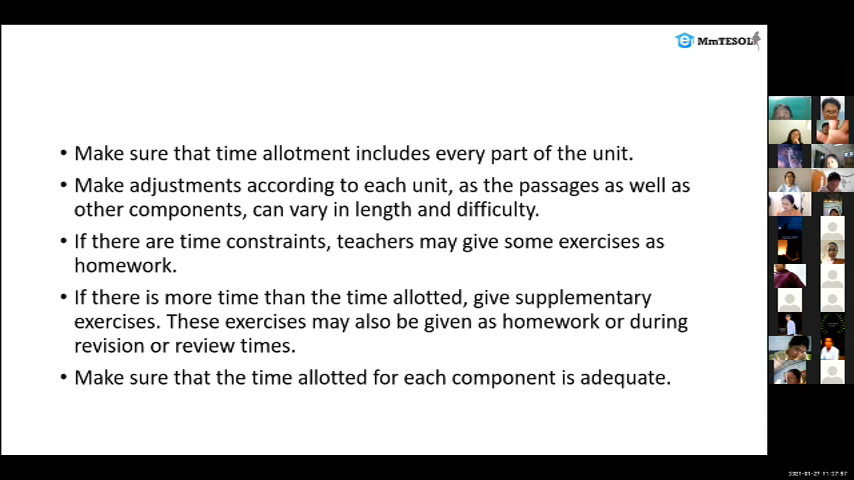 e MmTESOL
• Make sure that time allotment includes every part of the unit.
• Make adjustments according to each unit, as the passages as well as
other components, can vary in length and difficulty.
• If there are time constraints, teachers may give some exercises as
homework.
• If there is more time than the time allotted, give supplementary
exercises. These exercises may also be given as homework or during
revision or review times.
• Make sure that the time allotted for each component is adequate.